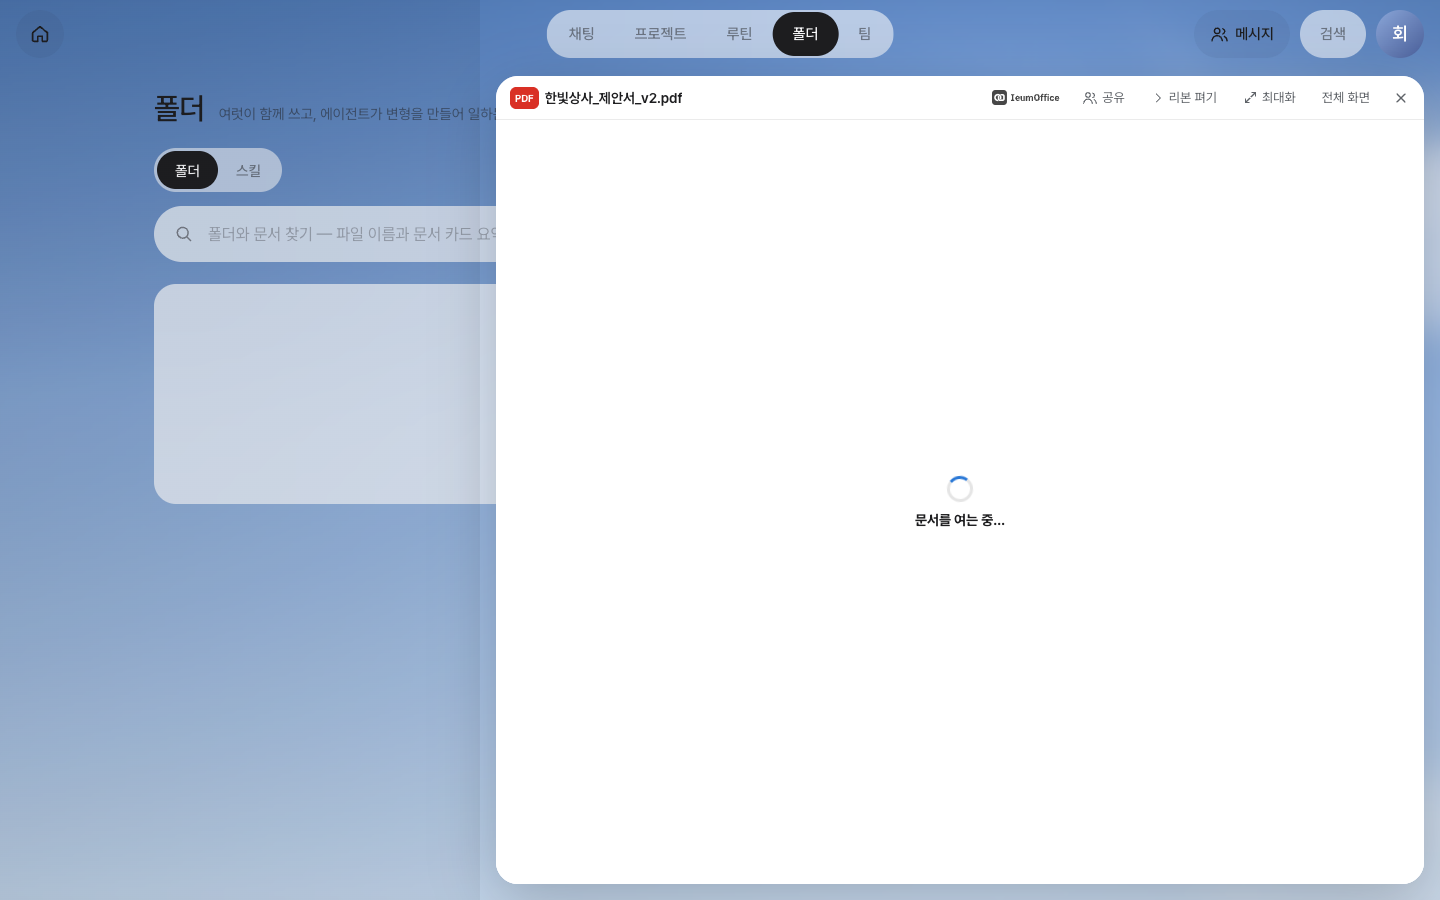 채팅 프로젝트 루틴 폴더 팀
메시지 검색 회
폴더 여럿이 함께 쓰고, 에이전트가 변형을 만들어 일하
폴더 스킬
폴더와 문서 찾기 — 파일 이름과 문서 카드 요
PDF 한빛상사_제안서_v2.pdf
IeumOffice 공유 리본 펴기 최대화 전체 화면
문서를 여는 중...